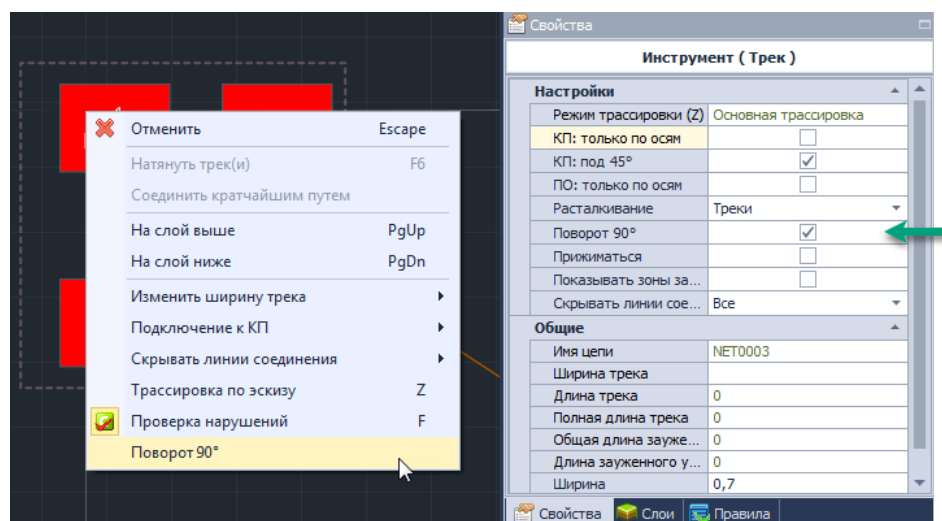 Отменить Escape
Натянуть трек(и) F6
Соединить кратчайшим путем
На слой выше PgUp
На слой ниже PgDn
Изменить ширину трека
Подключение к КП
Скрывать линии соединения
Трассировка по эскизу Z
Проверка нарушений F
Поворот 90°
Свойства
Инструмент ( Трек )
Настройки
Режим трассировки (Z) Основная трассировка
КП: только по осям
КП: под 45°
ПО: только по осям
Расталкивание Треки
Поворот 90°
Прижиматься
Показывать зоны за...
Скрывать линии сое... Все
Общие
Имя цепи NET0003
Ширина трека
Длина трека 0
Полная длина трека 0
Общая длина зауже... 0
Длина зауженного у... 0
Ширина 0,7
Свойства Слои Правила